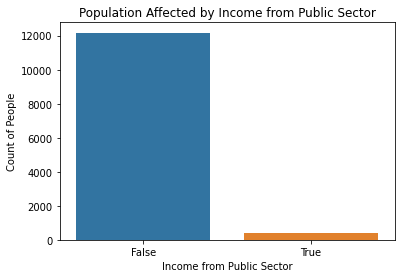 Population Affected by Income from Public Sector
Count of People
12000
10000
8000
6000
4000
2000
0
False
True
Income from Public Sector